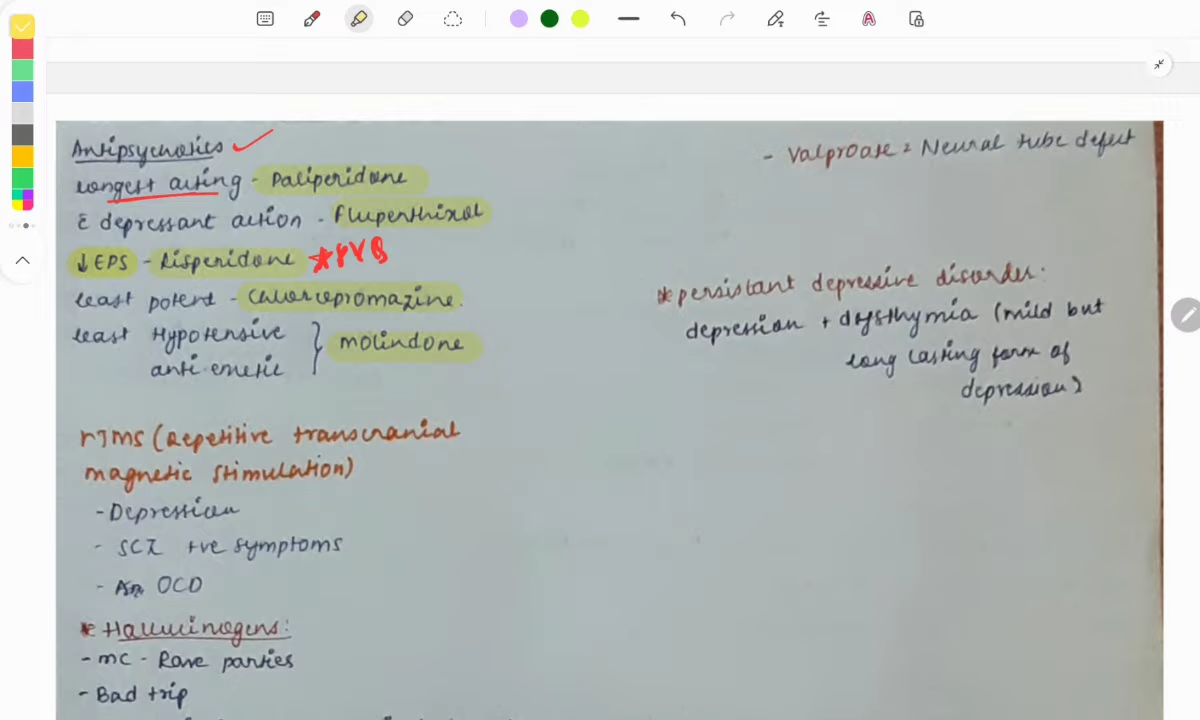 Antipsychotics
Longest acting - Paliperidone
c̄ depressant action - Flupenthixol
↓EPS - Risperidone ★PYQ
least potent - Chloropromazine.
least Hypotensive } molindone
anti-emetic
rTMS (Repetitive transcranial
magnetic stimulation)
- Depression
- SCZ +ve symptoms
- OCD
* Hallucinogens:
- mc - Rave parties
- Bad trip
- Valproate = Neural tube defect
* persistant depressive disorder:
depression + dysthymia (mild but
long lasting form of
depression)